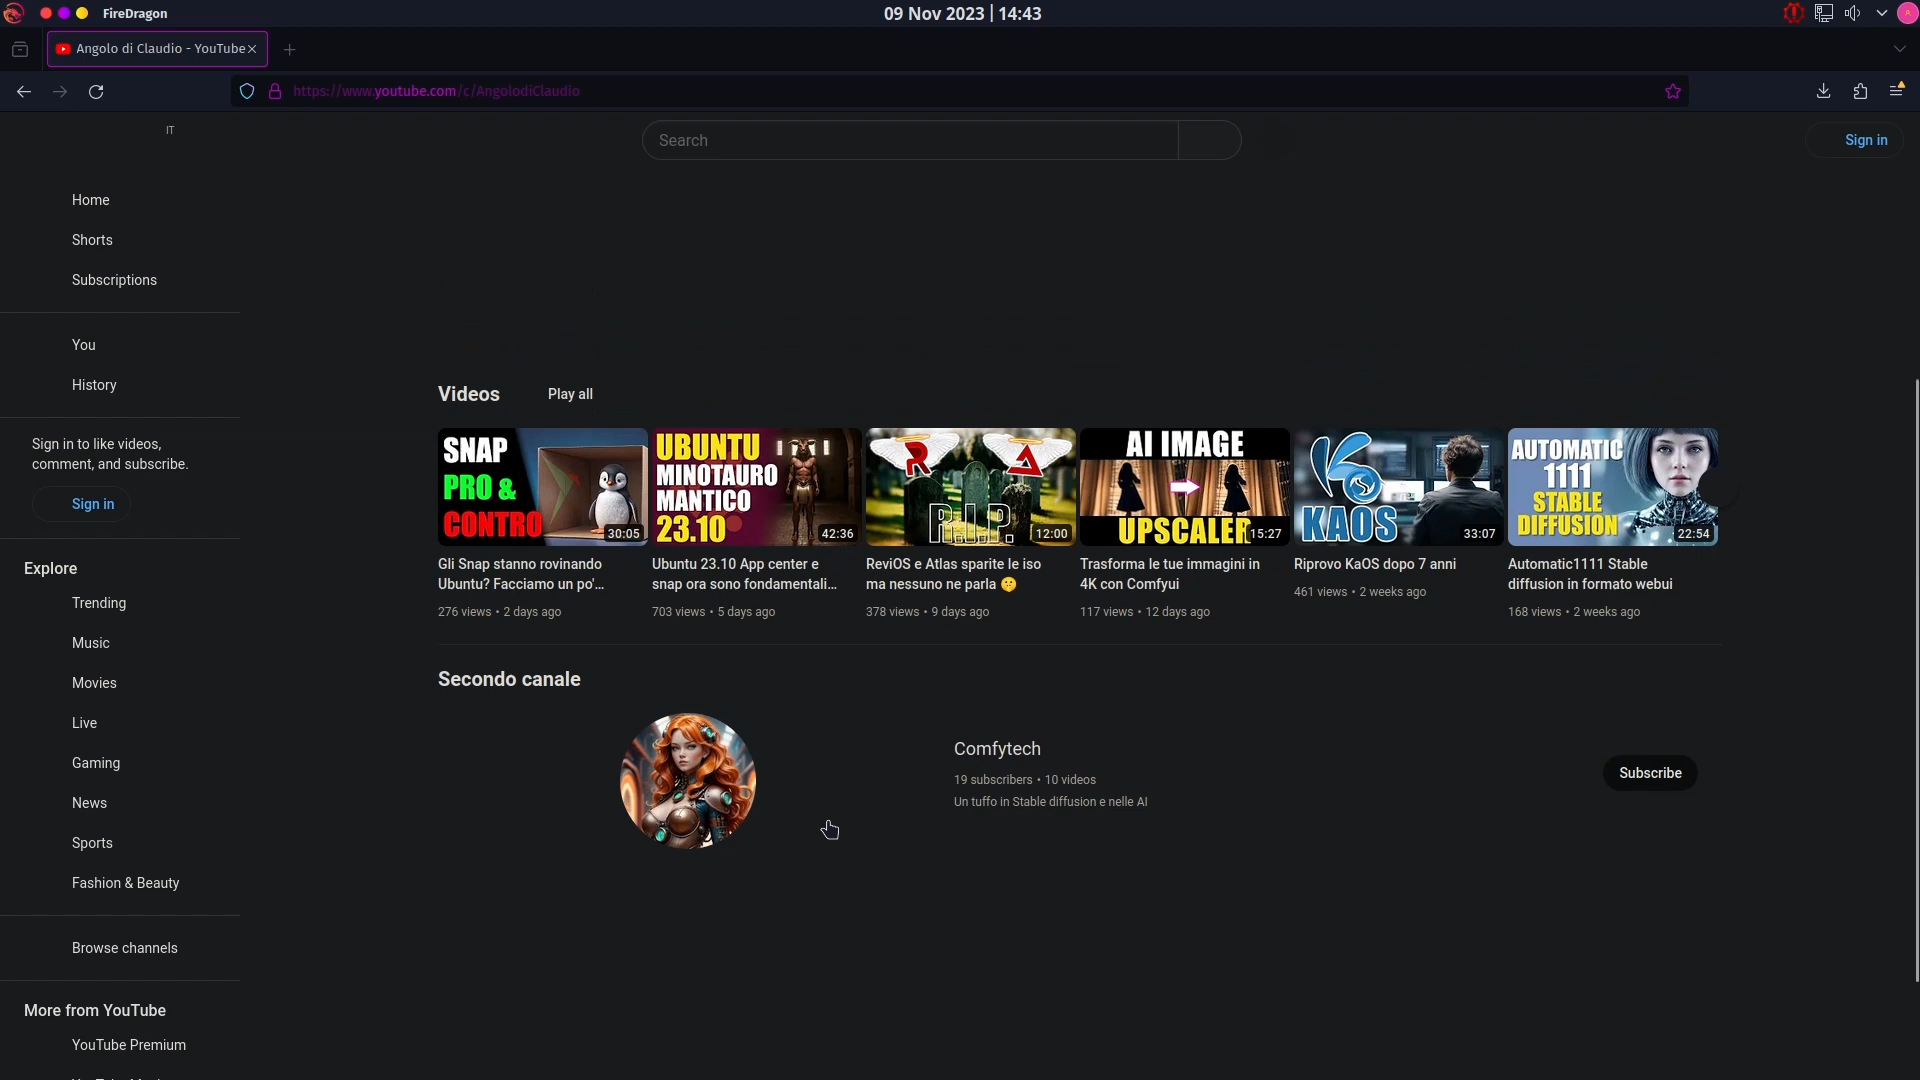 FireDragon
09 Nov 2023 | 14:43
Angolo di Claudio - YouTube
https://www.youtube.com/c/AngolodiClaudio
IT
Search
Sign in
Home
Shorts
Subscriptions
You
History
Sign in to like videos,
comment, and subscribe.
Sign in
Explore
Trending
Music
Movies
Live
Gaming
News
Sports
Fashion & Beauty
Browse channels
More from YouTube
YouTube Premium
Videos
Play all
SNAP
PRO &
CONTRO
30:05
UBUNTU
MINOTAURO
MANTICO
23.10
42:36
R
A
R.I.P.
12:00
AI IMAGE
UPSCALER
15:27
KAOS
33:07
AUTOMATIC
1111
STABLE
DIFFUSION
22:54
Gli Snap stanno rovinando
Ubuntu? Facciamo un po'...
276 views • 2 days ago
Ubuntu 23.10 App center e
snap ora sono fondamentali...
703 views • 5 days ago
ReviOS e Atlas sparite le iso
ma nessuno ne parla 🤫
378 views • 9 days ago
Trasforma le tue immagini in
4K con Comfyui
117 views • 12 days ago
Riprovo KaOS dopo 7 anni
461 views • 2 weeks ago
Automatic1111 Stable
diffusion in formato webui
168 views • 2 weeks ago
Secondo canale
Comfytech
19 subscribers • 10 videos
Un tuffo in Stable diffusion e nelle AI
Subscribe